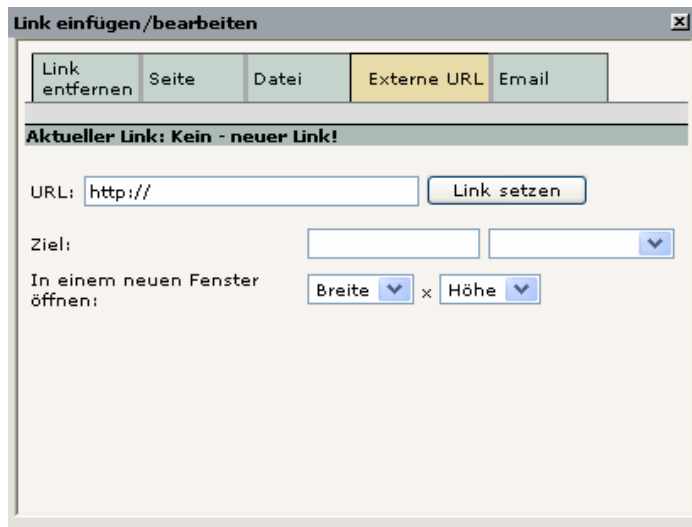 Link einfügen/bearbeiten
Link
entfernen
Seite
Datei
Externe URL
Email
Aktueller Link: Kein - neuer Link!
URL: http:// Link setzen
Ziel:
In einem neuen Fenster
öffnen:
Breite x Höhe